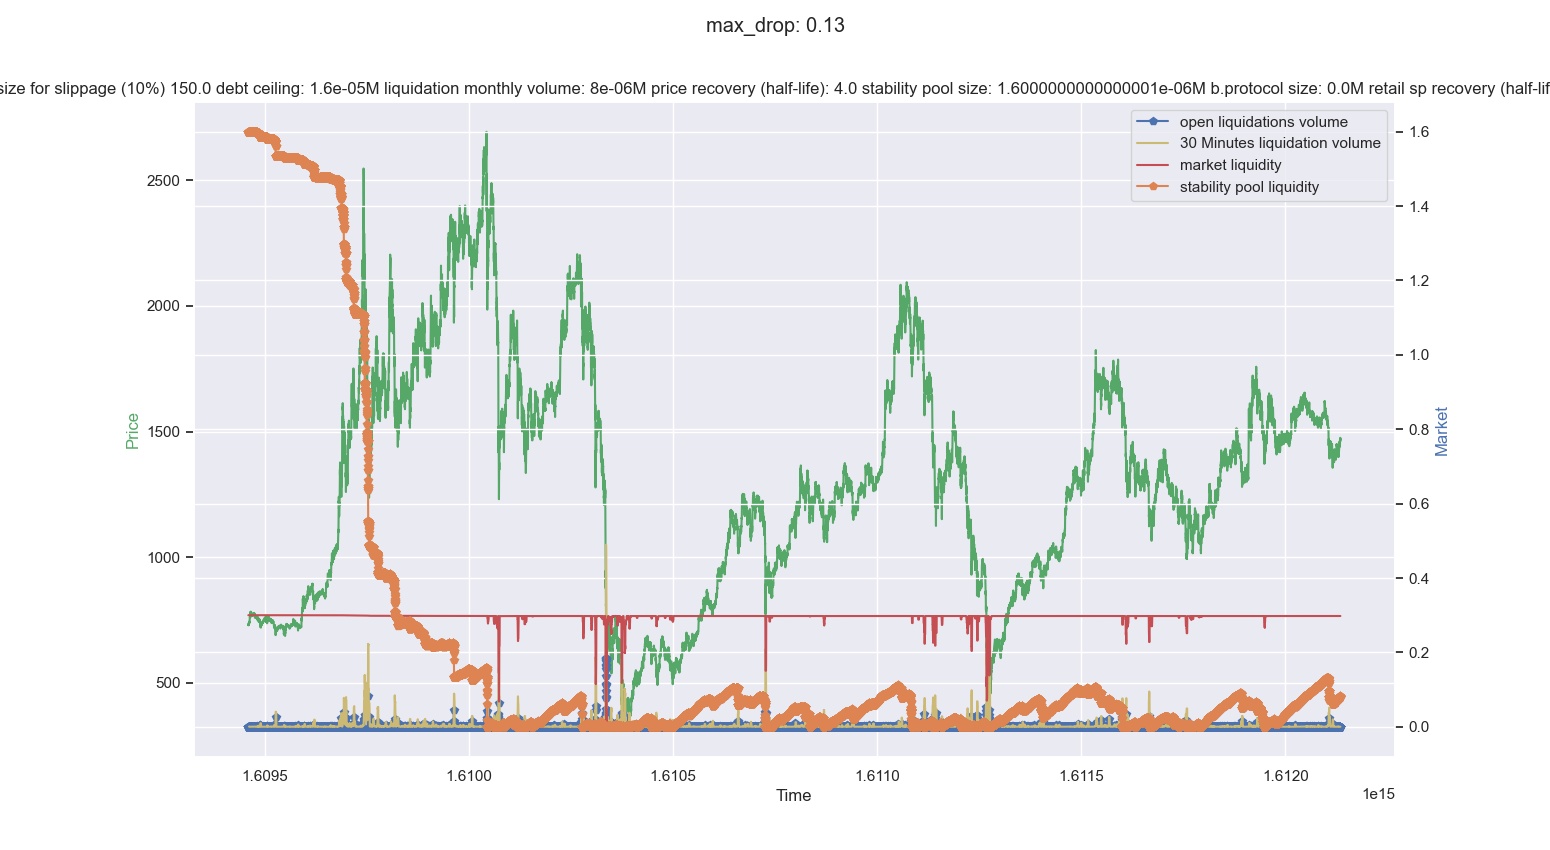 max_drop: 0.13
size for slippage (10%) 150.0 debt ceiling: 1.6e-05M liquidation monthly volume: 8e-06M price recovery (half-life): 4.0 stability pool size: 1.6000000000000001e-06M b.protocol size: 0.0M retail sp recovery (half-lif
open liquidations volume
30 Minutes liquidation volume
market liquidity
stability pool liquidity
2500
2000
1500
1000
500
Price
1.6
1.4
1.2
1.0
0.8
0.6
0.4
0.2
0.0
Market
1.6095
1.6100
1.6105
1.6110
1.6115
1.6120
Time
1e15